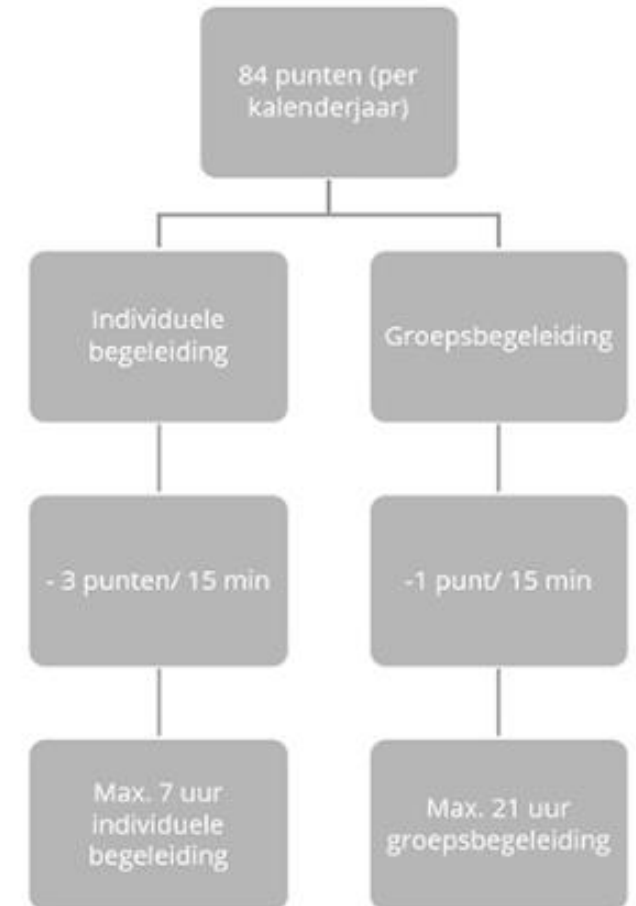 84 punten (per
kalenderjaar)
Individuele
begeleiding
Groepsbegeleiding
- 3 punten/ 15 min
-1 punt/ 15 min
Max. 7 uur
individuele
begeleiding
Max. 21 uur
groepsbegeleiding